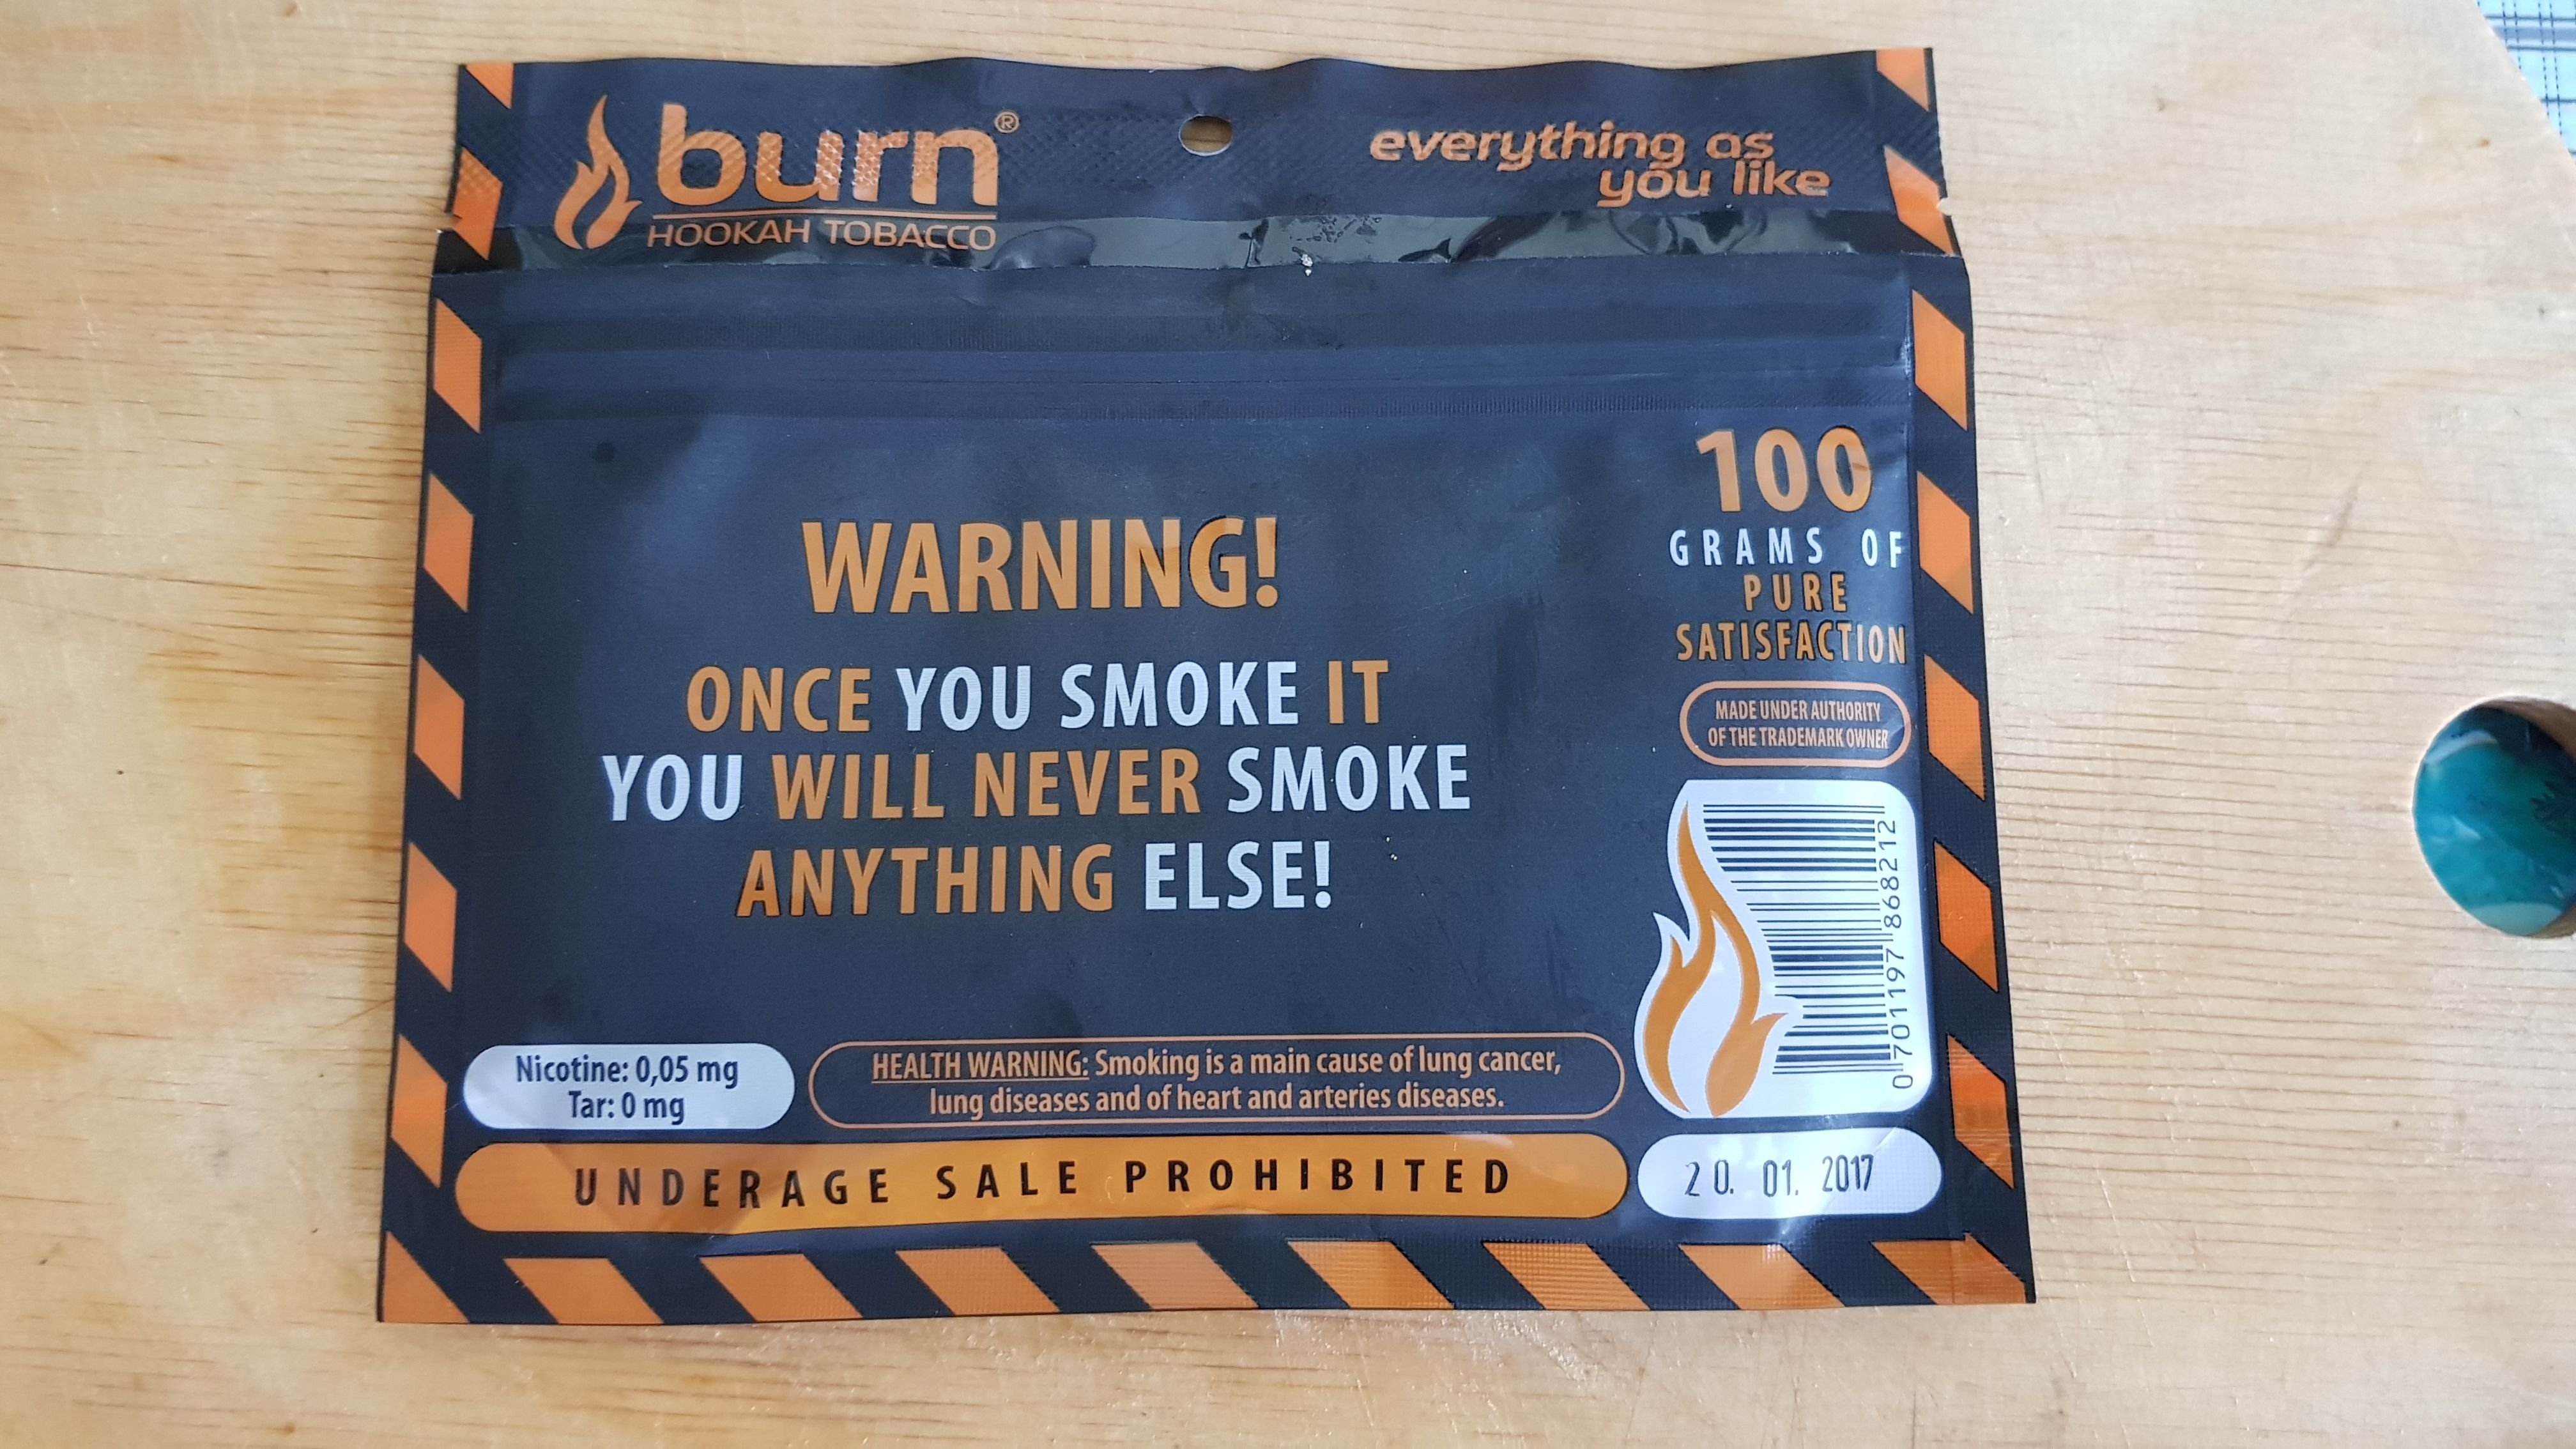 burn®
HOOKAH TOBACCO
everything as
you like
100
GRAMS OF
PURE
SATISFACTION
WARNING!
ONCE YOU SMOKE IT
YOU WILL NEVER SMOKE
ANYTHING ELSE!
MADE UNDER AUTHORITY
OF THE TRADEMARK OWNER
0 701197 868212
Nicotine: 0,05 mg
Tar: 0 mg
HEALTH WARNING: Smoking is a main cause of lung cancer,
lung diseases and of heart and arteries diseases.
UNDERAGE SALE PROHIBITED
20. 01. 2017